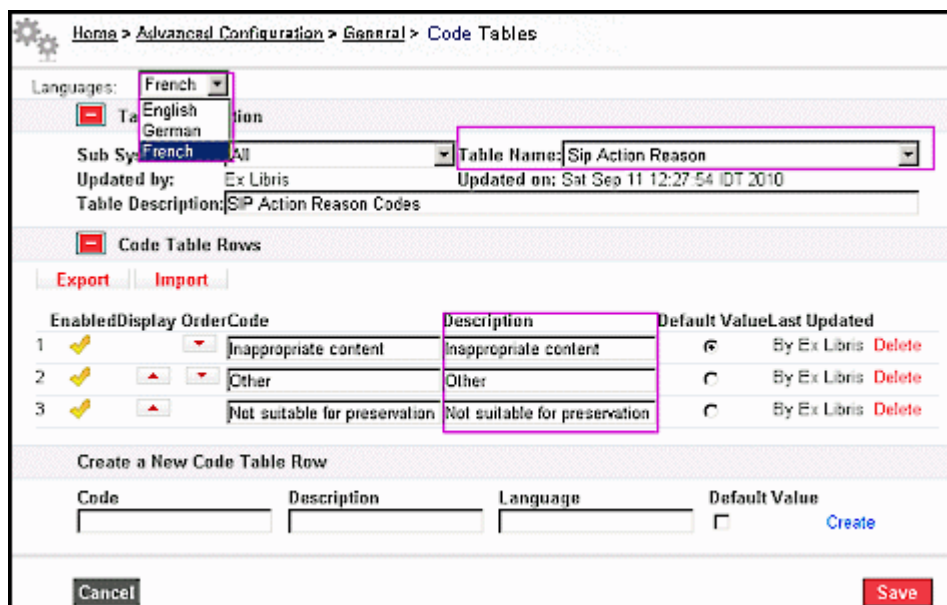 Home > Advanced Configuration > General > Code Tables
Languages: French
English
German
French
Sub Sy All Table Name: Sip Action Reason
Updated by: Ex Libris Updated on: Sat Sep 11 12:27:54 IDT 2010
Table Description: SIP Action Reason Codes
Code Table Rows
Export Import
Enabled Display Order Code Description Default Value Last Updated
1 Inappropriate content Inappropriate content By Ex Libris Delete
2 Other Other By Ex Libris Delete
3 Not suitable for preservation Not suitable for preservation By Ex Libris Delete
Create a New Code Table Row
Code Description Language Default Value
Create
Cancel Save